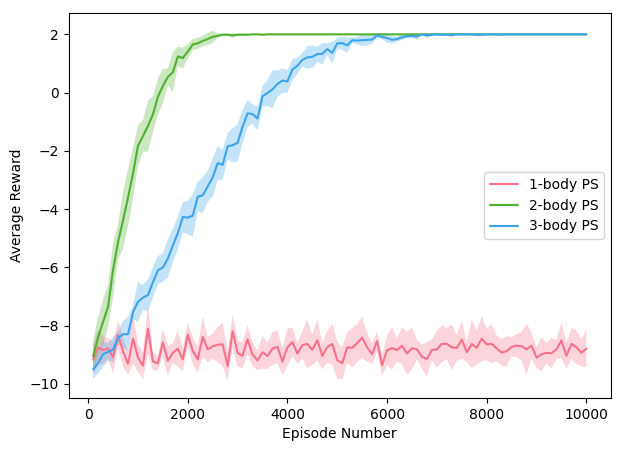 2
0
−2
−4
−6
−8
−10
Average Reward
1-body PS
2-body PS
3-body PS
0
2000
4000
6000
8000
10000
Episode Number